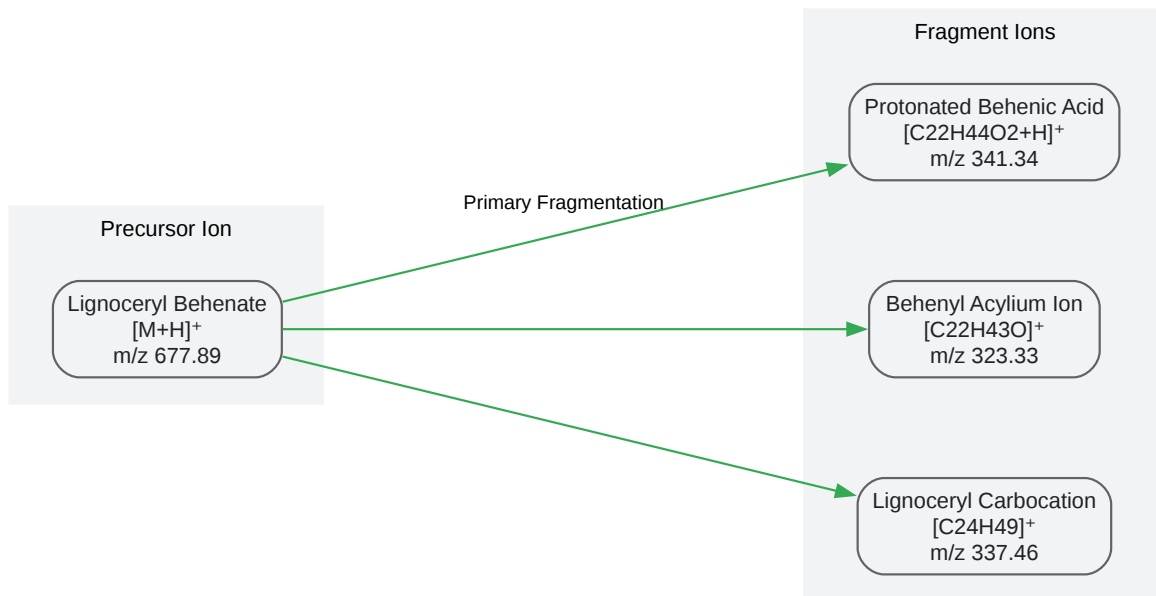 Fragment Ions
Protonated Behenic Acid
[C22H44O2+H]⁺
m/z 341.34
Primary Fragmentation
Precursor Ion
Lignoceryl Behenate
[M+H]⁺
m/z 677.89
Behenyl Acylium Ion
[C22H43O]⁺
m/z 323.33
Lignoceryl Carbocation
[C24H49]⁺
m/z 337.46